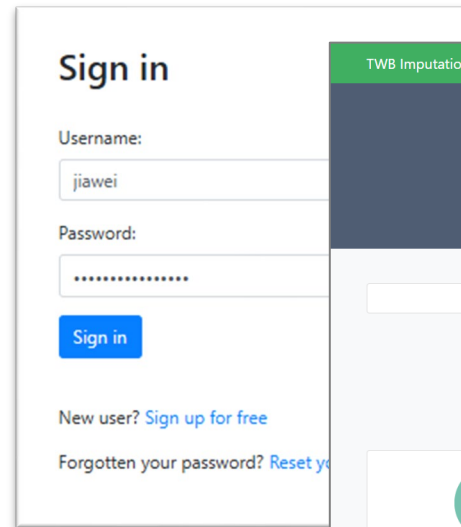 Sign in
TWB Imputatio
Username:
jiawei
Password:
••••••••••••••••
Sign in
New user? Sign up for free
Forgotten your password? Reset yo